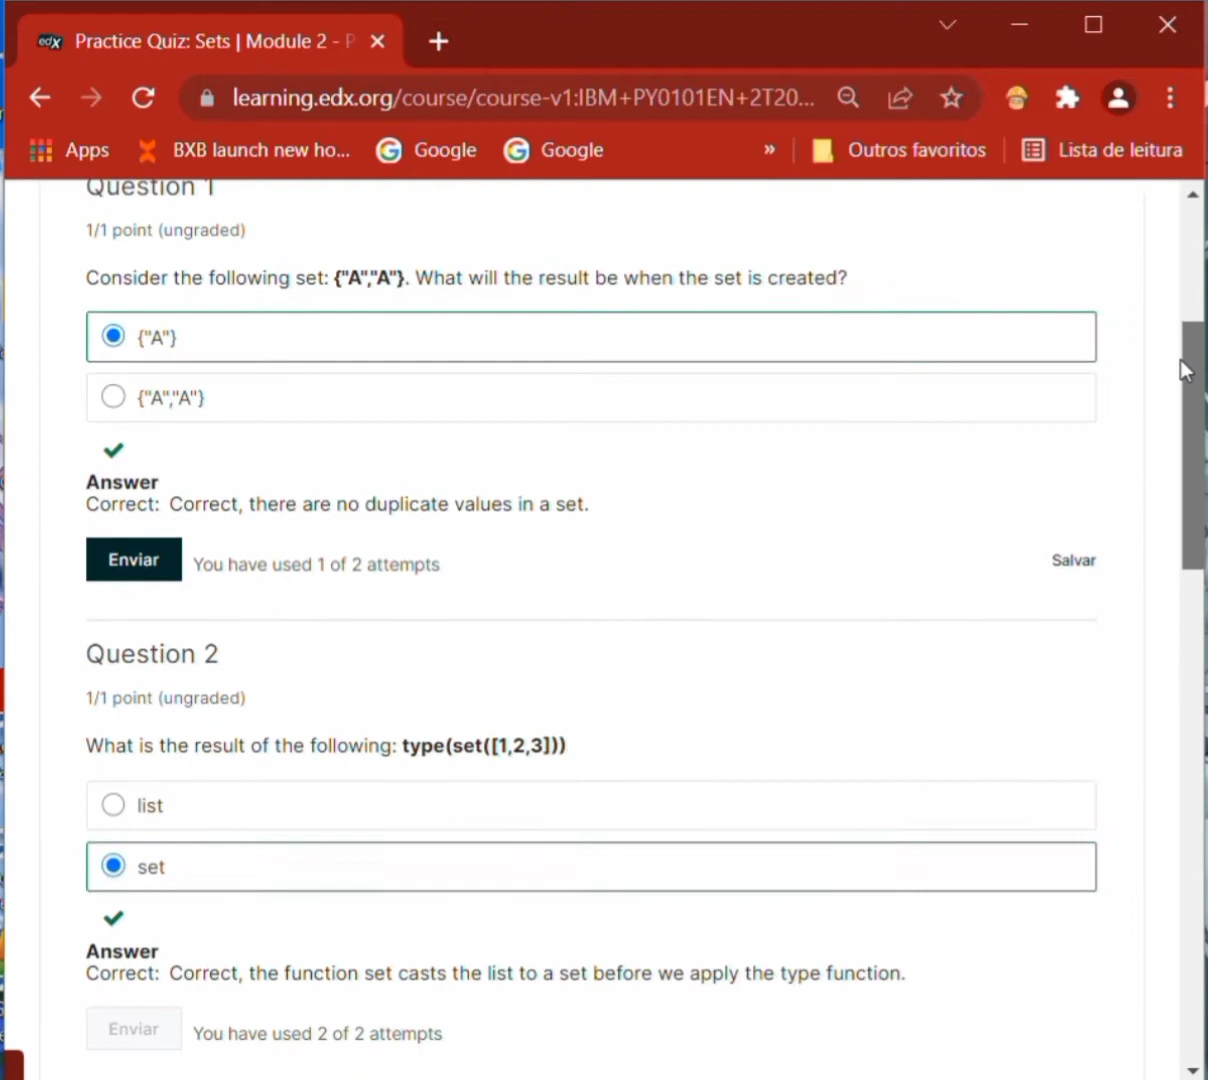 edX Practice Quiz: Sets | Module 2 - P
learning.edx.org/course/course-v1:IBM+PY0101EN+2T20...
Apps BXB launch new ho... Google Google » Outros favoritos Lista de leitura
Question 1
1/1 point (ungraded)
Consider the following set: {"A","A"}. What will the result be when the set is created?
{"A"}
{"A","A"}
Answer
Correct: Correct, there are no duplicate values in a set.
Enviar You have used 1 of 2 attempts Salvar
Question 2
1/1 point (ungraded)
What is the result of the following: type(set([1,2,3]))
list
set
Answer
Correct: Correct, the function set casts the list to a set before we apply the type function.
Enviar You have used 2 of 2 attempts